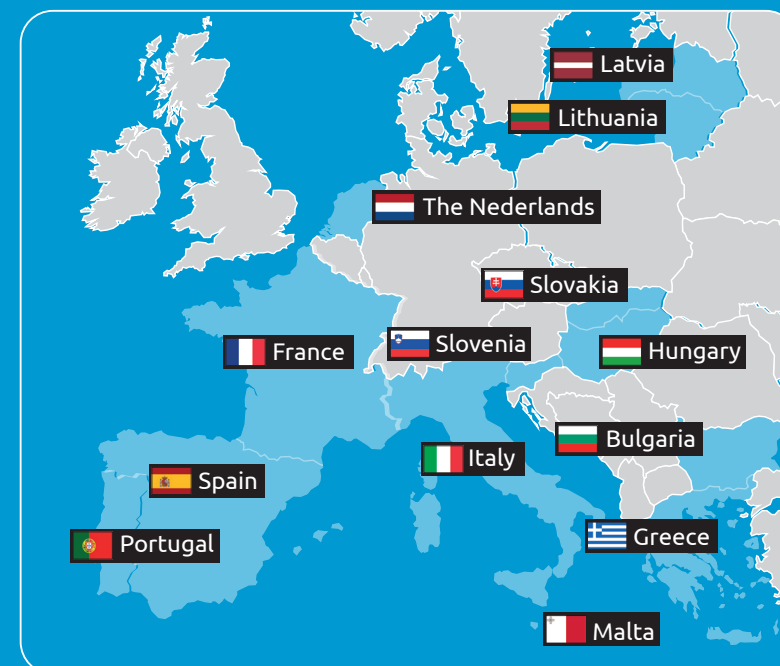 Latvia
Lithuania
The Nederlands
Slovakia
Slovenia
France
Hungary
Bulgaria
Italy
Spain
Greece
Portugal
Malta